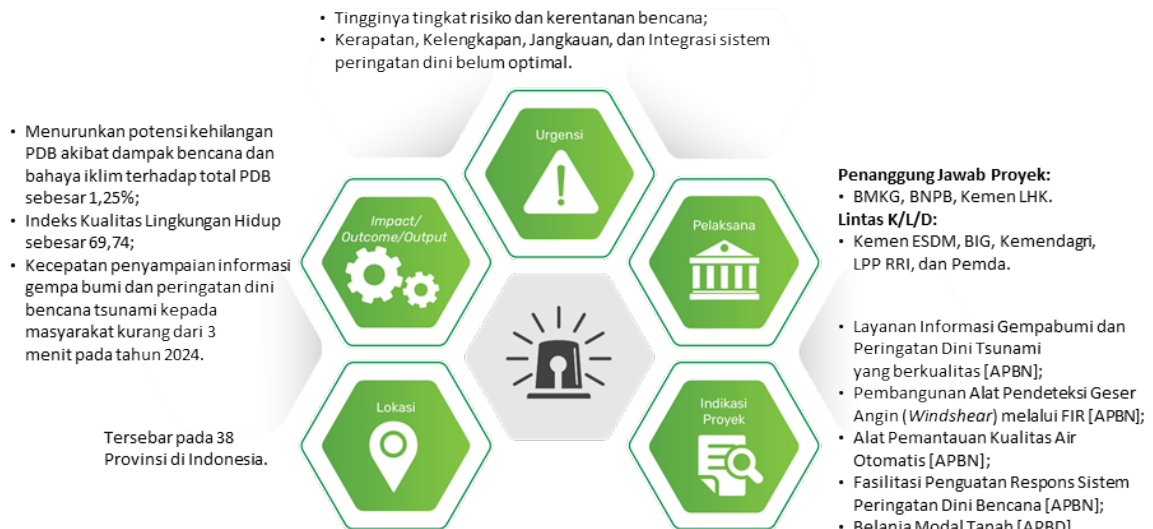 • Tingginya tingkat risiko dan kerentanan bencana;
• Kerapatan, Kelengkapan, Jangkauan, dan Integrasi sistem
peringatan dini belum optimal.
Urgensi
• Menurunkan potensi kehilangan
PDB akibat dampak bencana dan
bahaya iklim terhadap total PDB
sebesar 1,25%;
• Indeks Kualitas Lingkungan Hidup
sebesar 69,74;
• Kecepatan penyampaian informasi
gempa bumi dan peringatan dini
bencana tsunami kepada
masyarakat kurang dari 3
menit pada tahun 2024.
Impact/
Outcome/Output
Pelaksana
Penanggung Jawab Proyek:
• BMKG, BNPB, Kemen LHK.
Lintas K/L/D:
• Kemen ESDM, BIG, Kemendagri,
LPP RRI, dan Pemda.
Lokasi
Tersebar pada 38
Provinsi di Indonesia.
Indikasi
Proyek
• Layanan Informasi Gempabumi dan
Peringatan Dini Tsunami
yang berkualitas [APBN];
• Pembangunan Alat Pendeteksi Geser
Angin (Windshear) melalui FIR [APBN];
• Alat Pemantauan Kualitas Air
Otomatis [APBN];
• Fasilitasi Penguatan Respons Sistem
Peringatan Dini Bencana [APBN];
• Belanja Modal Tanah [APBD]